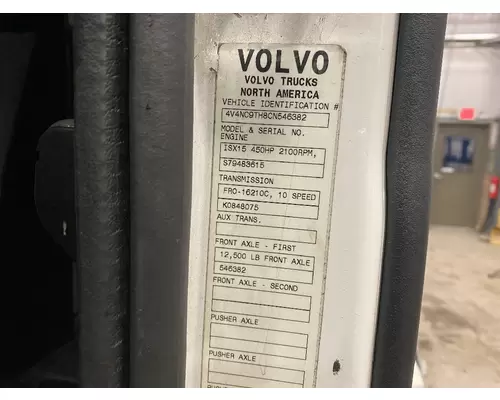 VOLVO
VOLVO TRUCKS
NORTH AMERICA
VEHICLE IDENTIFICATION #
4V4NC9TH8CN546382
MODEL & SERIAL NO.
ENGINE
ISX15 450HP 2100RPM,
S79483615
TRANSMISSION
FRO-16210C, 10 SPEED
K0848075
AUX TRANS.
FRONT AXLE - FIRST
12,500 LB FRONT AXLE
546382
FRONT AXLE - SECOND
PUSHER AXLE
PUSHER AXLE